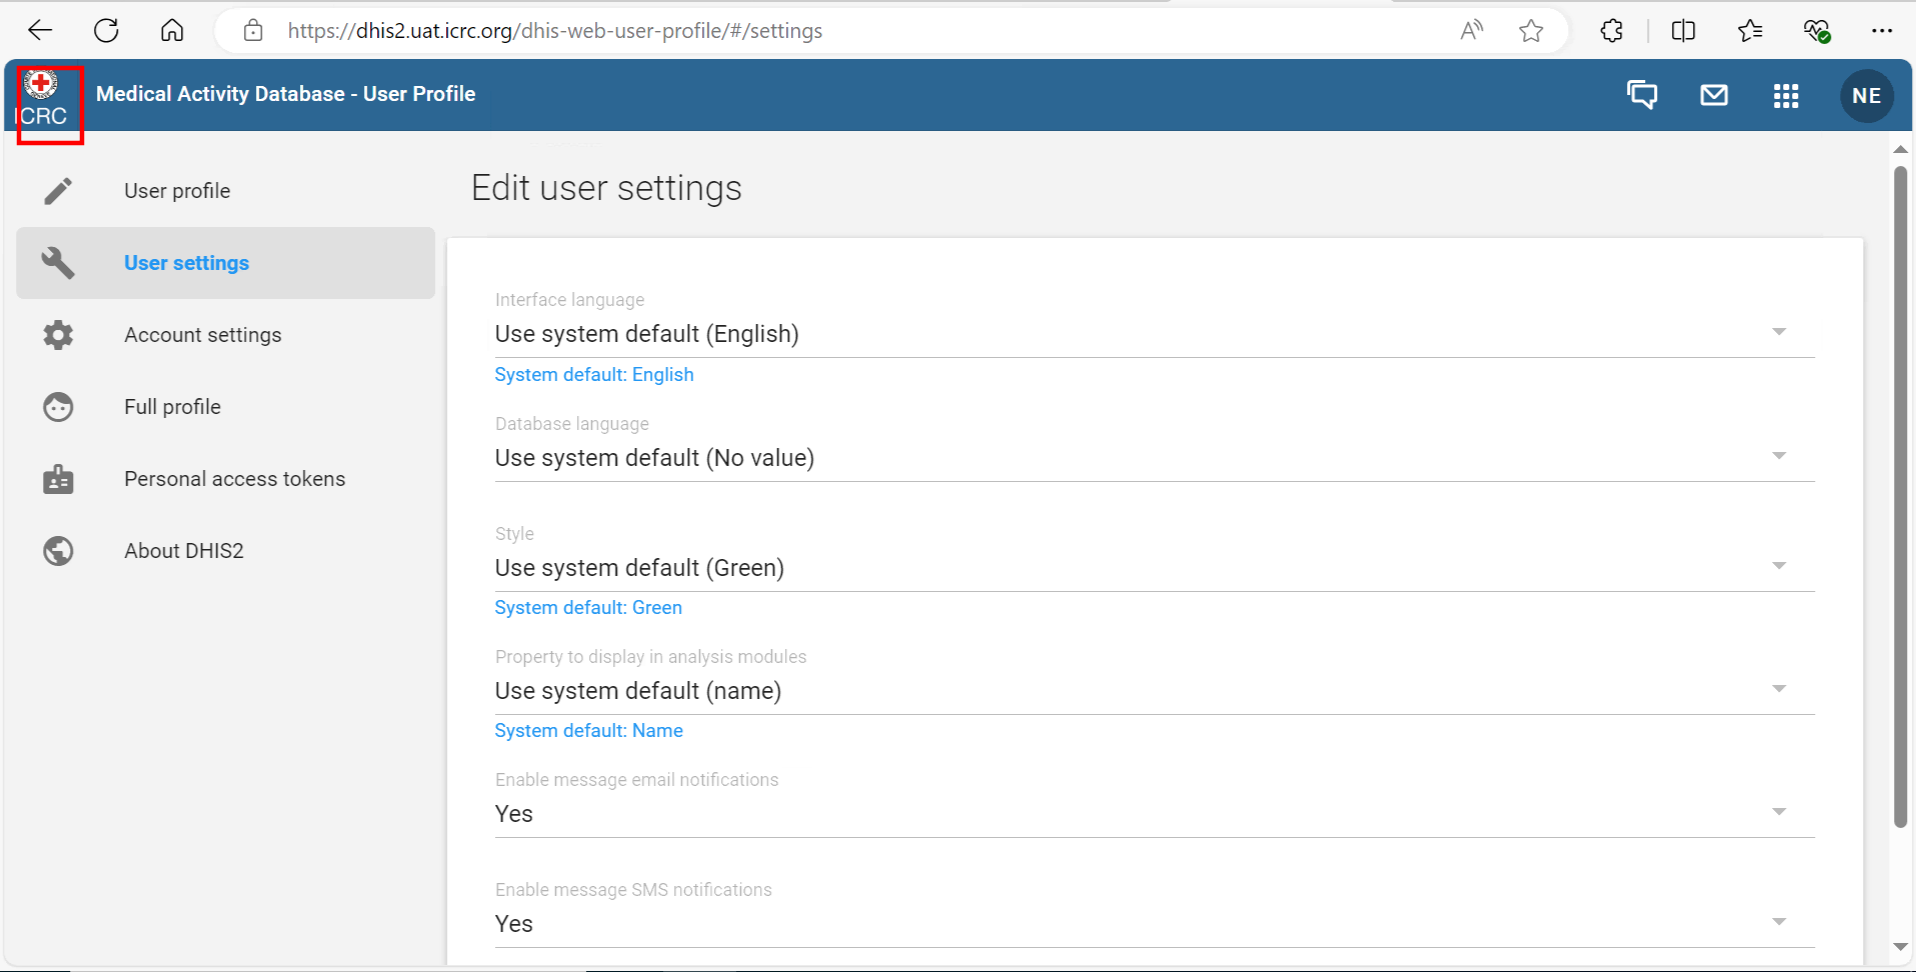 https://dhis2.uat.icrc.org/dhis-web-user-profile/#/settings
ICRC
Medical Activity Database - User Profile
NE
User profile
User settings
Account settings
Full profile
Personal access tokens
About DHIS2
Edit user settings
Interface language
Use system default (English)
System default: English
Database language
Use system default (No value)
Style
Use system default (Green)
System default: Green
Property to display in analysis modules
Use system default (name)
System default: Name
Enable message email notifications
Yes
Enable message SMS notifications
Yes